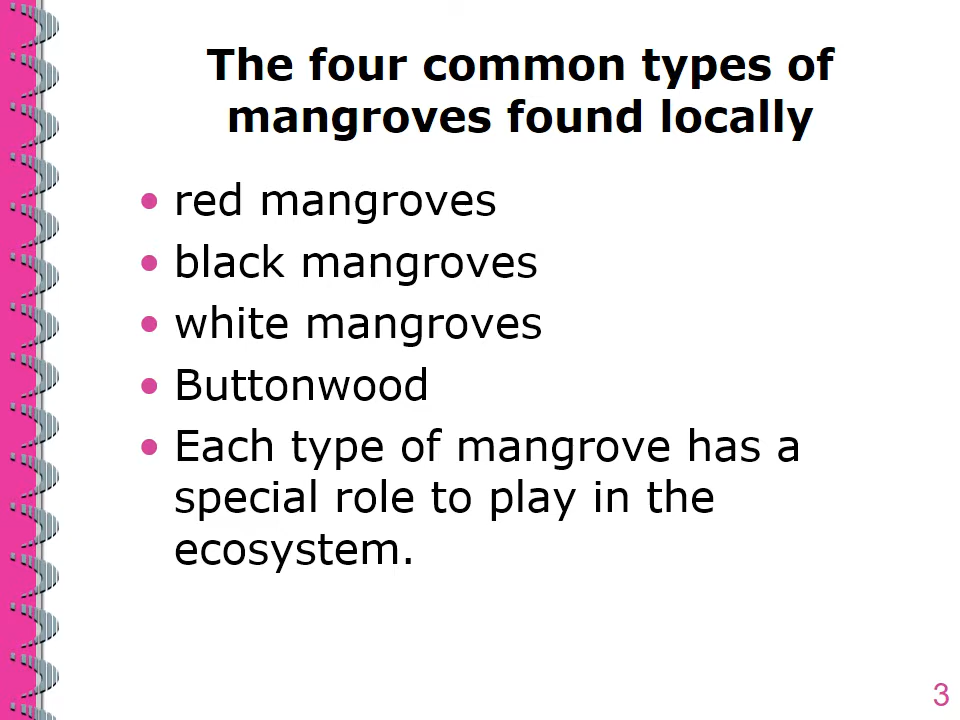 The four common types of
mangroves found locally
• red mangroves
• black mangroves
• white mangroves
• Buttonwood
• Each type of mangrove has a
special role to play in the
ecosystem.
3